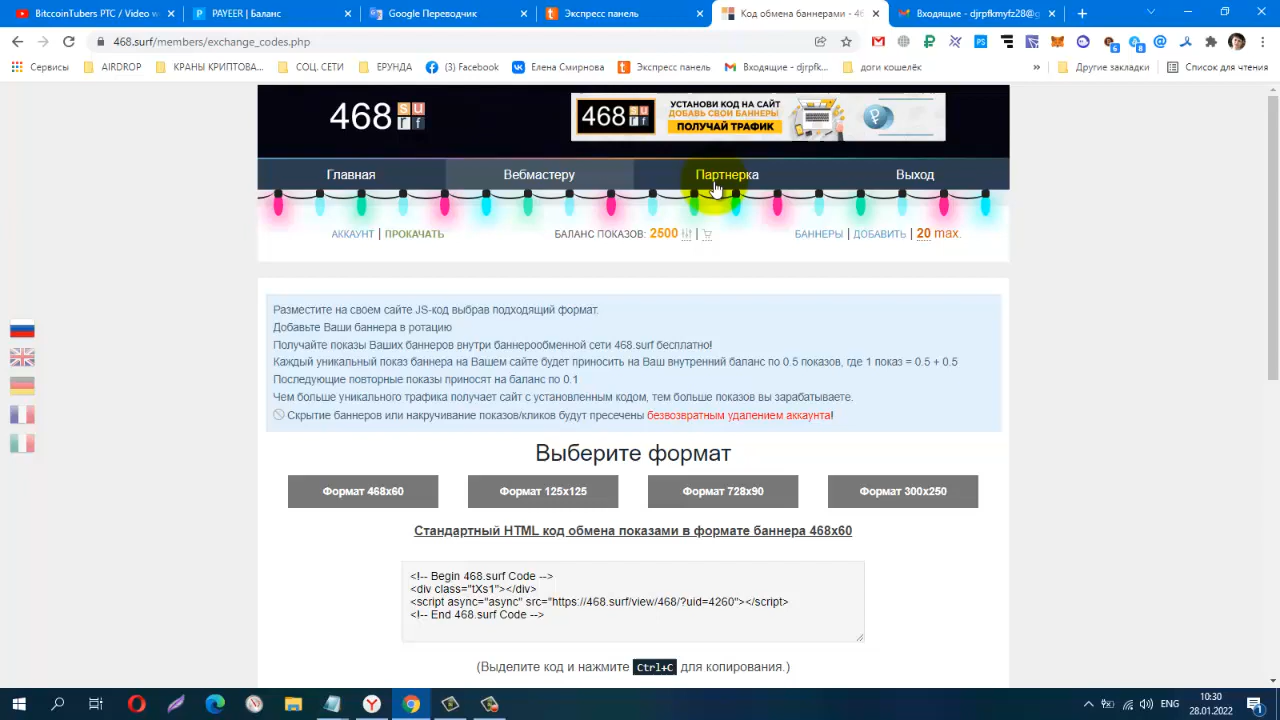 BitccoinTubers PTC / Video v
PAYEER | Баланс
Google Переводчик
Экспресс панель
Код обмена баннерами - 46
Входящие - djrpfkmyfz28@g
468.surf/members/exchange_codes.php
Сервисы
AIRDROP
КРАНЫ КРИПТОВА...
СОЦ. СЕТИ
ЕРУНДА
(3) Facebook
Елена Смирнова
Экспресс панель
Входящие - djrpfk...
доги кошелёк
»
Другие закладки
Список для чтения
468 su rf
468 su rf
УСТАНОВИ КОД НА САЙТ
ДОБАВЬ СВОИ БАННЕРЫ
ПОЛУЧАЙ ТРАФИК
Главная
Вебмастеру
Партнерка
Выход
АККАУНТ | ПРОКАЧАТЬ
БАЛАНС ПОКАЗОВ: 2500 |
БАННЕРЫ | ДОБАВИТЬ | 20 max.
Разместите на своем сайте JS-код выбрав подходящий формат.
Добавьте Ваши баннера в ротацию
Получайте показы Ваших баннеров внутри баннерообменной сети 468.surf бесплатно!
Каждый уникальный показ баннера на Вашем сайте будет приносить на Ваш внутренний баланс по 0.5 показов, где 1 показ = 0.5 + 0.5
Последующие повторные показы приносят на баланс по 0.1
Чем больше уникального трафика получает сайт с установленным кодом, тем больше показов вы зарабатываете.
Скрытие баннеров или накручивание показов/кликов будут пресечены безвозвратным удалением аккаунта!
Выберите формат
Формат 468x60
Формат 125x125
Формат 728x90
Формат 300x250
Стандартный HTML код обмена показами в формате баннера 468x60
<!-- Begin 468.surf Code -->
<div class="tXs1"></div>
<script async="async" src="https://468.surf/view/468/?uid=4260"></script>
<!-- End 468.surf Code -->
(Выделите код и нажмите Ctrl+C для копирования.)
ENG
10:30
28.01.2022